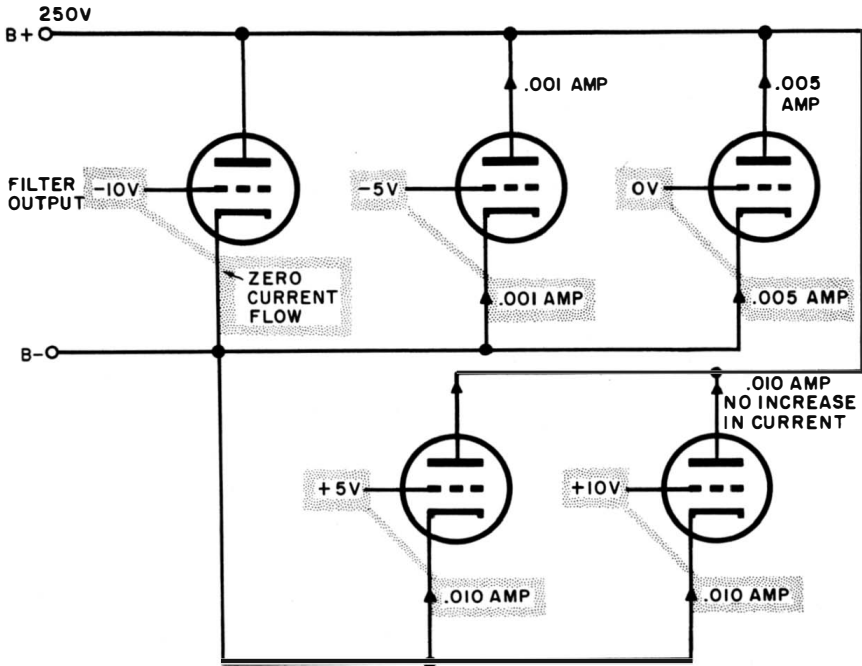 250V
B+
.001 AMP
.005
AMP
FILTER
OUTPUT
-10V
-5V
0V
ZERO
CURRENT
FLOW
.001 AMP
.005 AMP
B-
.010 AMP
NO INCREASE
IN CURRENT
+5V
+10V
.010 AMP
.010 AMP